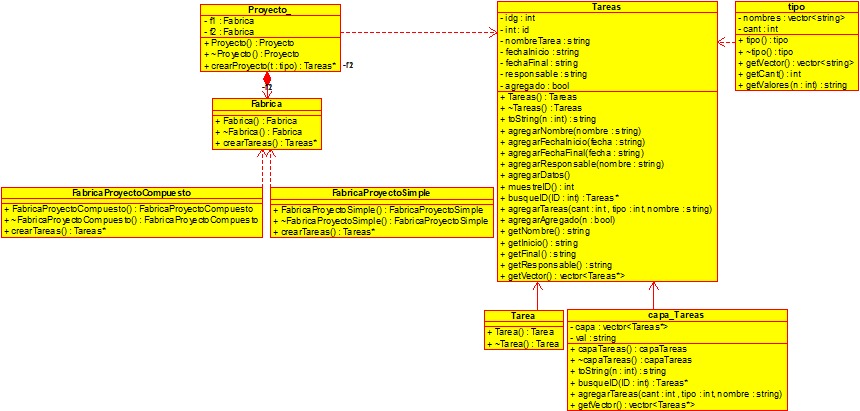 Proyecto_
- f1 : Fabrica
- f2 : Fabrica
+ Proyecto() : Proyecto
+ ~Proyecto() : Proyecto
+ crearProyecto(t : tipo) : Tareas*
-f2
-f2
Fabrica
+ Fabrica() : Fabrica
+ ~Fabrica() : Fabrica
+ crearTareas() : Tareas*
FabricaProyectoCompuesto
+ FabricaProyectoCompuesto() : FabricaProyectoCompuesto
+ ~FabricaProyectoCompuesto() : FabricaProyectoCompuesto
+ crearTareas() : Tareas*
FabricaProyectoSimple
+ FabricaProyectoSimple() : FabricaProyectoSimple
+ ~FabricaProyectoSimple() : FabricaProyectoSimple
+ crearTareas() : Tareas*
Tareas
- idg : int
- int : id
- nombreTarea : string
- fechaInicio : string
- fechaFinal : string
- responsable : string
- agregado : bool
+ Tareas() : Tareas
+ ~Tareas() : Tareas
+ toString(n : int) : string
+ agregarNombre(nombre : string)
+ agregarFechaInicio(fecha : string)
+ agregarFechaFinal(fecha : string)
+ agregarResponsable(nombre : string)
+ agregarDatos()
+ muestreID() : int
+ busqueID(ID : int) : Tareas*
+ agregarTareas(cant : int , tipo : int, nombre : string)
+ agregarAgregado(n : bool)
+ getNombre() : string
+ getInicio() : string
+ getFinal() : string
+ getResponsable() : string
+ getVector() : vector<Tareas*>
tipo
- nombres : vector<string>
- cant : int
+ tipo() : tipo
+ ~tipo() : tipo
+ getVector() : vector<string>
+ getCant() : int
+ getValores(n : int) : string
Tarea
+ Tarea() : Tarea
+ ~Tarea() : Tarea
capa_Tareas
- capa : vector<Tareas*>
- val : string
+ capaTareas() : capaTareas
+ ~capaTareas() : capaTareas
+ toString(n : int) : string
+ busqueID(ID : int) : Tareas*
+ agregarTareas(cant : int , tipo : int, nombre : string)
+ getVector() : vector<Tareas*>